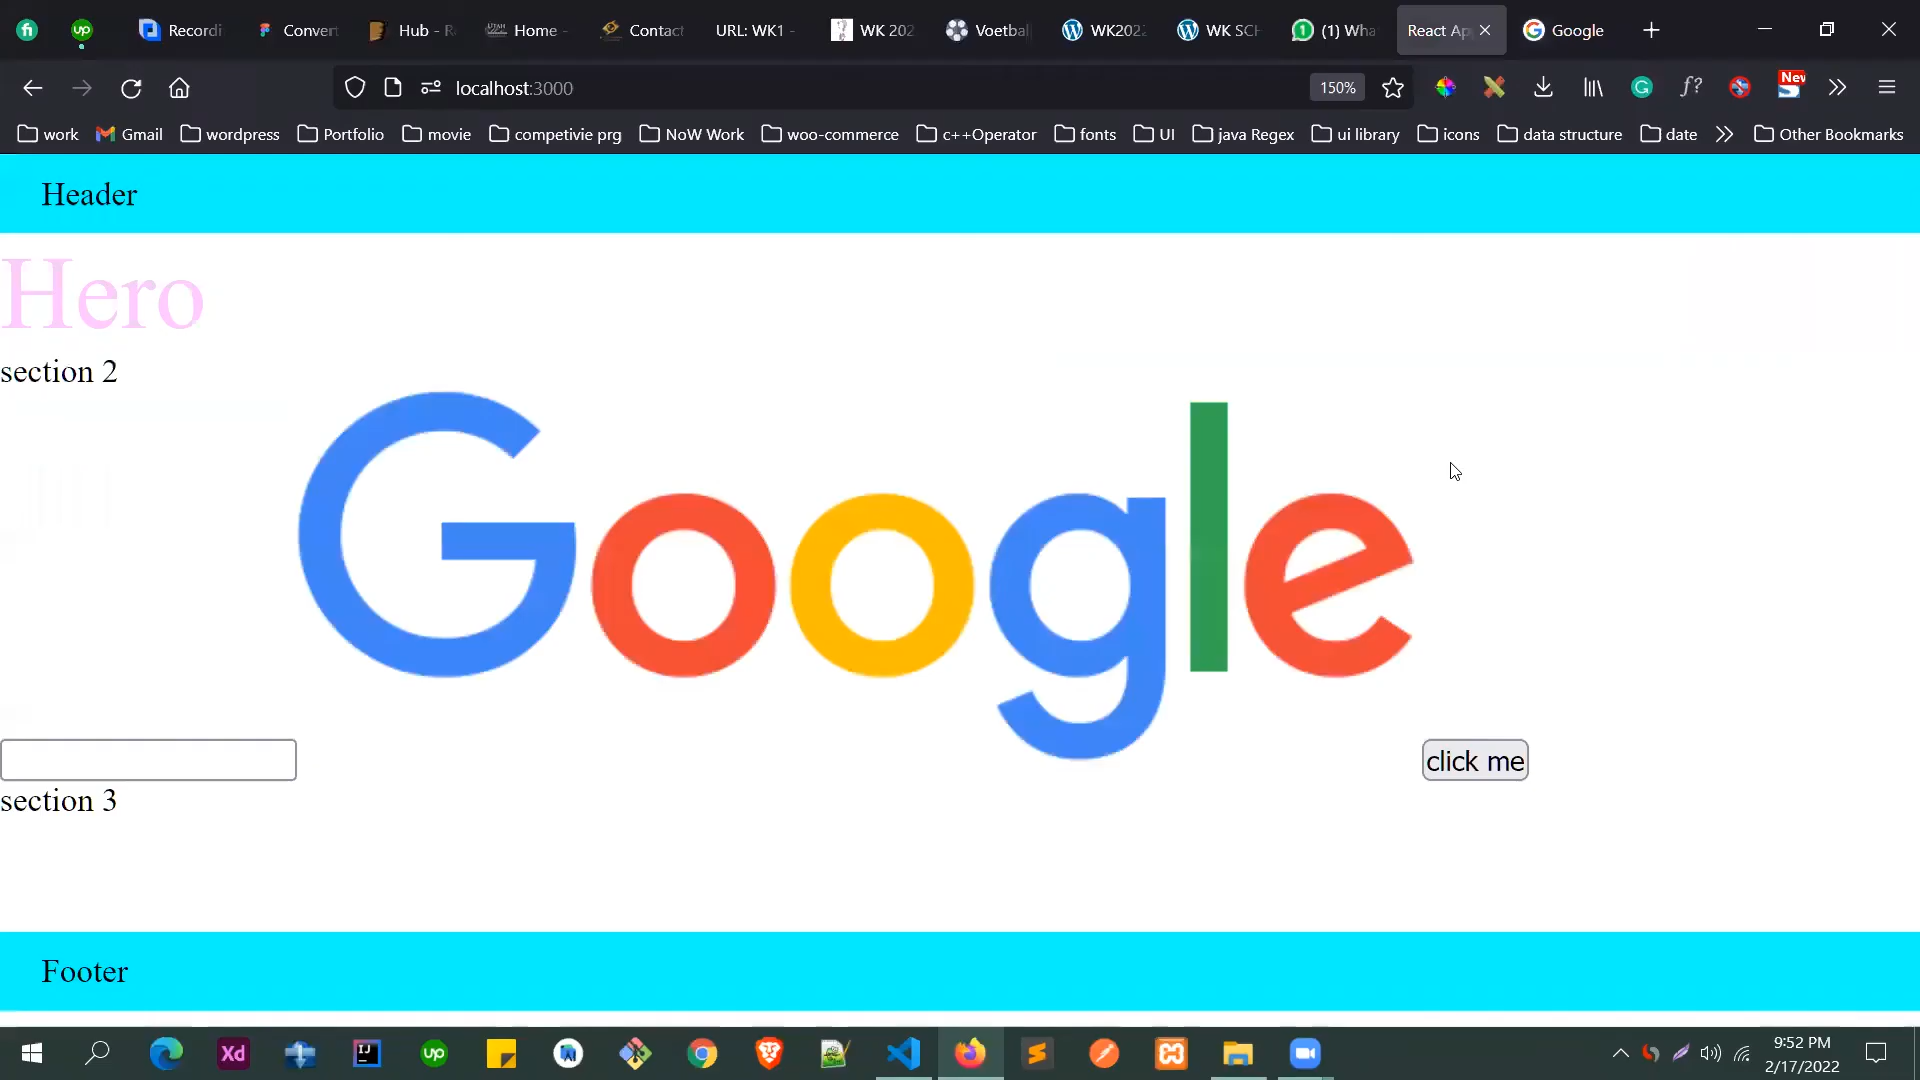 Recordi
Convert
Hub - R
Home -
Contact
URL: WK1 -
WK 202
Voetbal
WK202
WK SCH
(1) Wha
React Ap
Google
localhost:3000
150%
New
work
Gmail
wordpress
Portfolio
movie
competivie prg
NoW Work
woo-commerce
c++Operator
fonts
UI
java Regex
ui library
icons
data structure
date
Other Bookmarks
Header
Hero
section 2
Google
click me
section 3
Footer
9:52 PM
2/17/2022